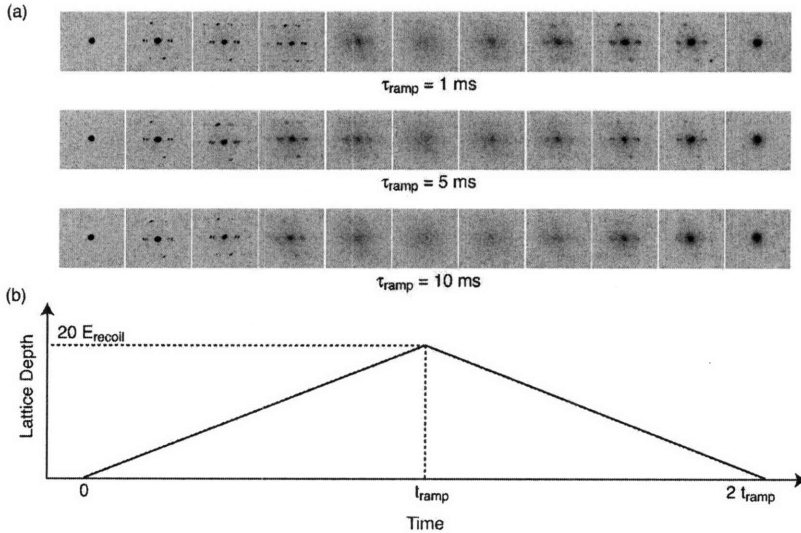 (a)
τramp = 1 ms
τramp = 5 ms
τramp = 10 ms
(b)
20 Erecoil
Lattice Depth
0
tramp
2 tramp
Time